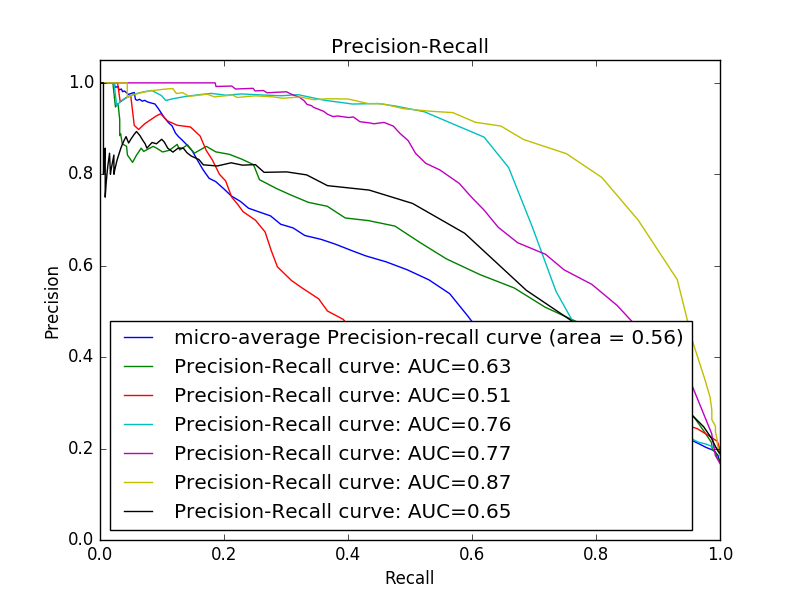 Precision-Recall
1.0
0.8
0.6
0.4
0.2
0.0
Precision
micro-average Precision-recall curve (area = 0.56)
Precision-Recall curve: AUC=0.63
Precision-Recall curve: AUC=0.51
Precision-Recall curve: AUC=0.76
Precision-Recall curve: AUC=0.77
Precision-Recall curve: AUC=0.87
Precision-Recall curve: AUC=0.65
0.0 0.2 0.4 0.6 0.8 1.0
Recall